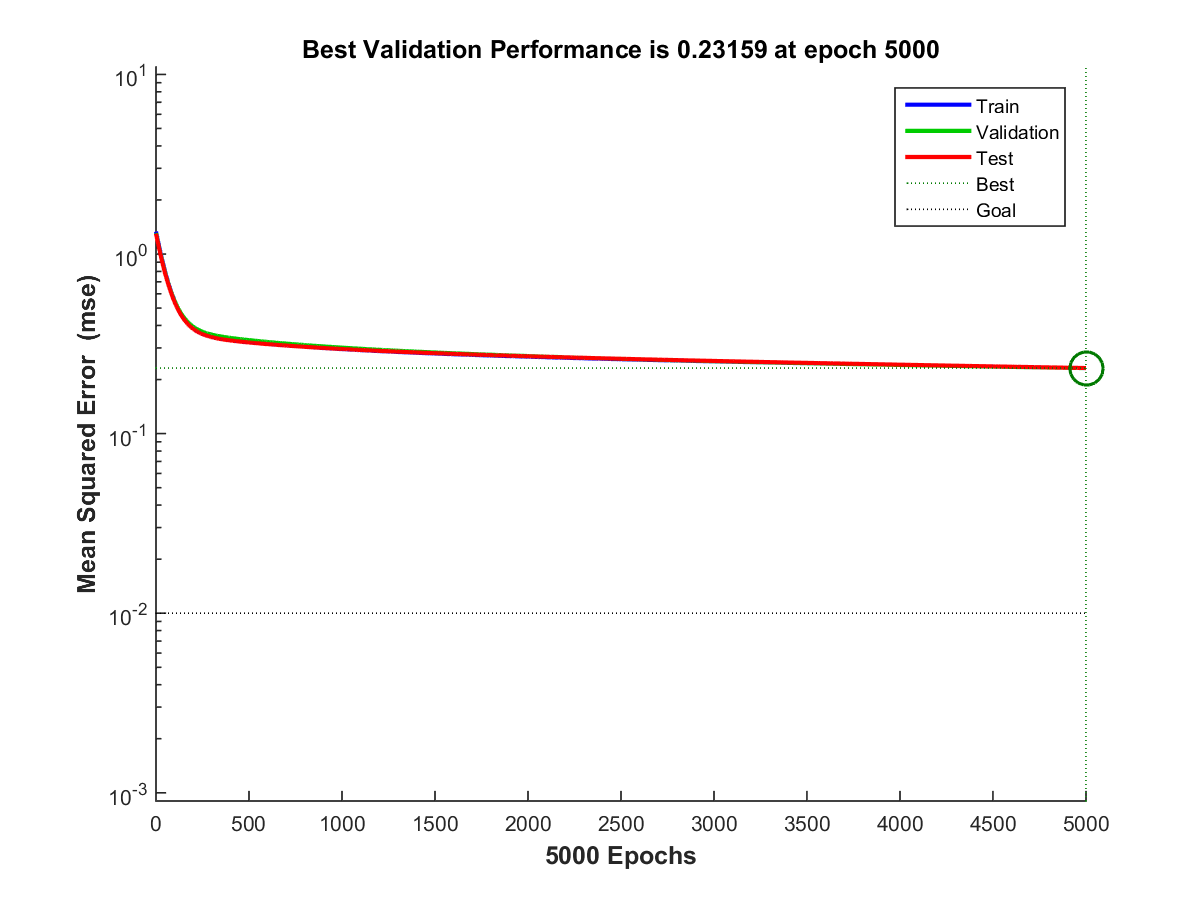 Best Validation Performance is 0.23159 at epoch 5000
Train
Validation
Test
Best
Goal
10^1
10^0
10^-1
10^-2
10^-3
Mean Squared Error  (mse)
0 500 1000 1500 2000 2500 3000 3500 4000 4500 5000
5000 Epochs